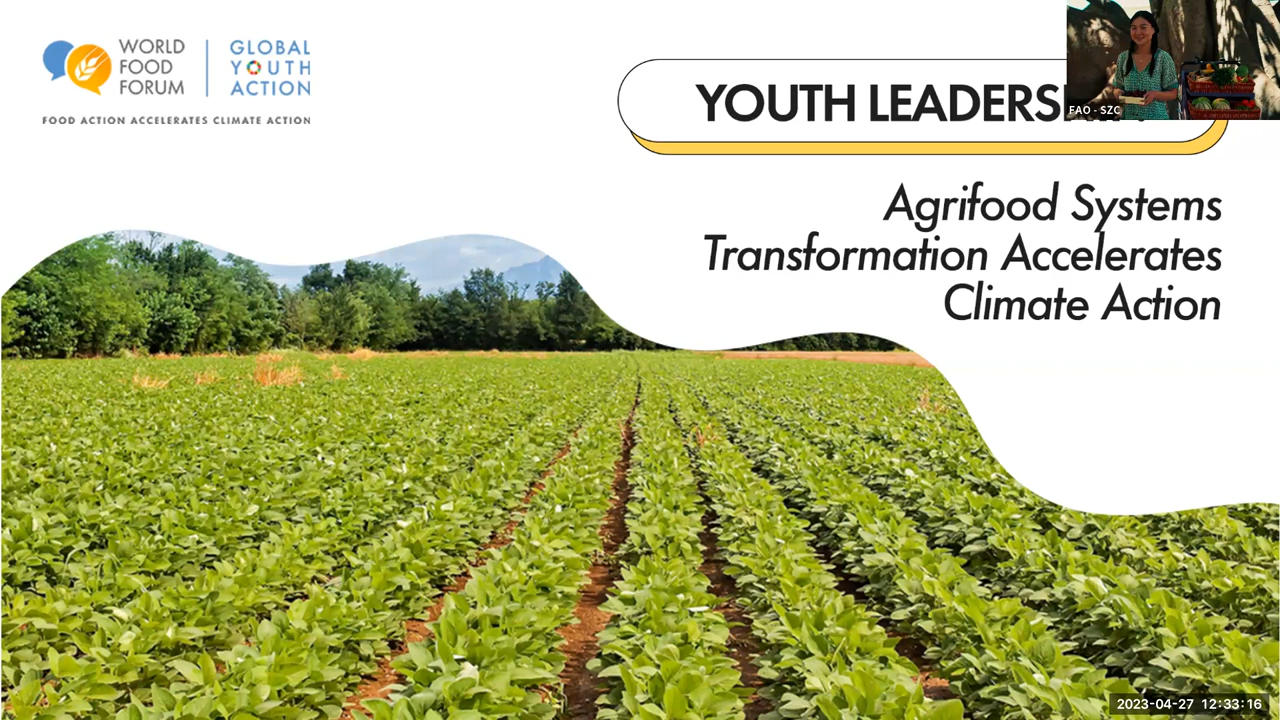 WORLD
FOOD
FORUM
GLOBAL
YOUTH
ACTION
FOOD ACTION ACCELERATES CLIMATE ACTION
YOUTH
Agrifood Systems
Transformation Accelerates
Climate Action
FAO - SZC
2023-04-27 12:33:16